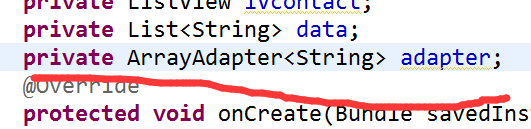 private ListView lvcontact;
private List<String> data;
private ArrayAdapter<String> adapter;
@Override
protected void onCreate(Bundle savedIns